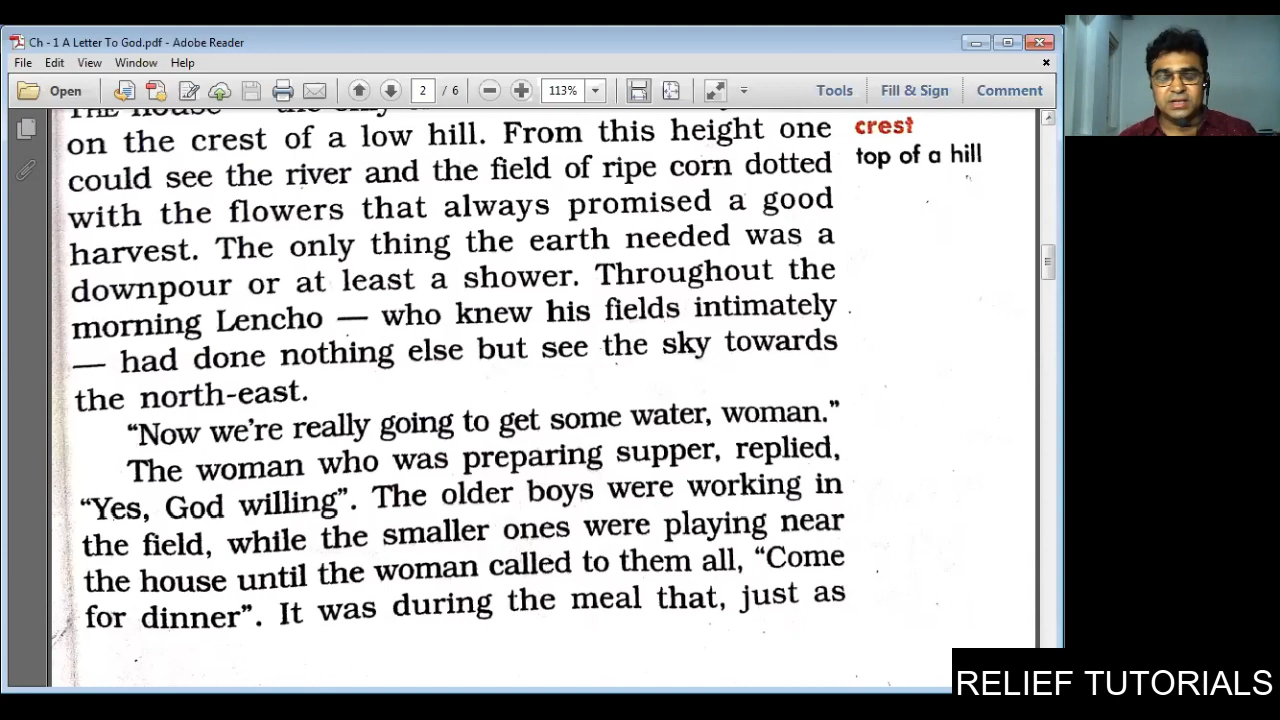 Ch - 1 A Letter To God.pdf - Adobe Reader
File Edit View Window Help
Open 2 / 6 113% Tools Fill & Sign Comment
THE house
on the crest of a low hill. From this height one
could see the river and the field of ripe corn dotted
with the flowers that always promised a good
harvest. The only thing the earth needed was a
downpour or at least a shower. Throughout the
morning Lencho — who knew his fields intimately
— had done nothing else but see the sky towards
the north-east.
“Now we're really going to get some water, woman.”
The woman who was preparing supper, replied,
“Yes, God willing”. The older boys were working in
the field, while the smaller ones were playing near
the house until the woman called to them all, “Come
for dinner”. It was during the meal that, just as
crest
top of a hill
RELIEF TUTORIALS